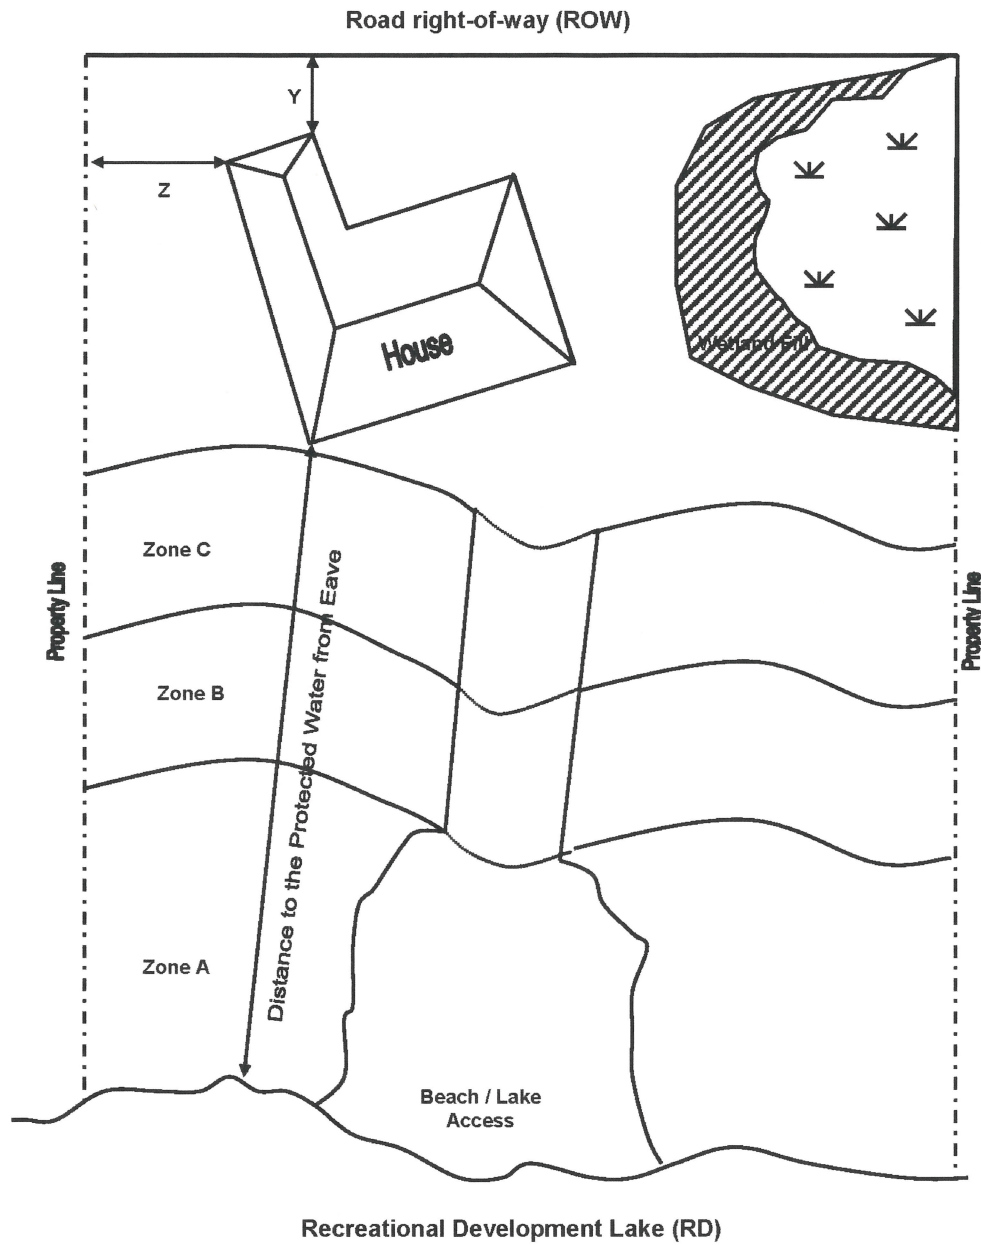 Road right-of-way (ROW)
Y
Z
House
Wetland Fill
Zone C
Property Line
Property Line
Zone B
Distance to the Protected Water from Eave
Zone A
Beach / Lake
Access
Recreational Development Lake (RD)